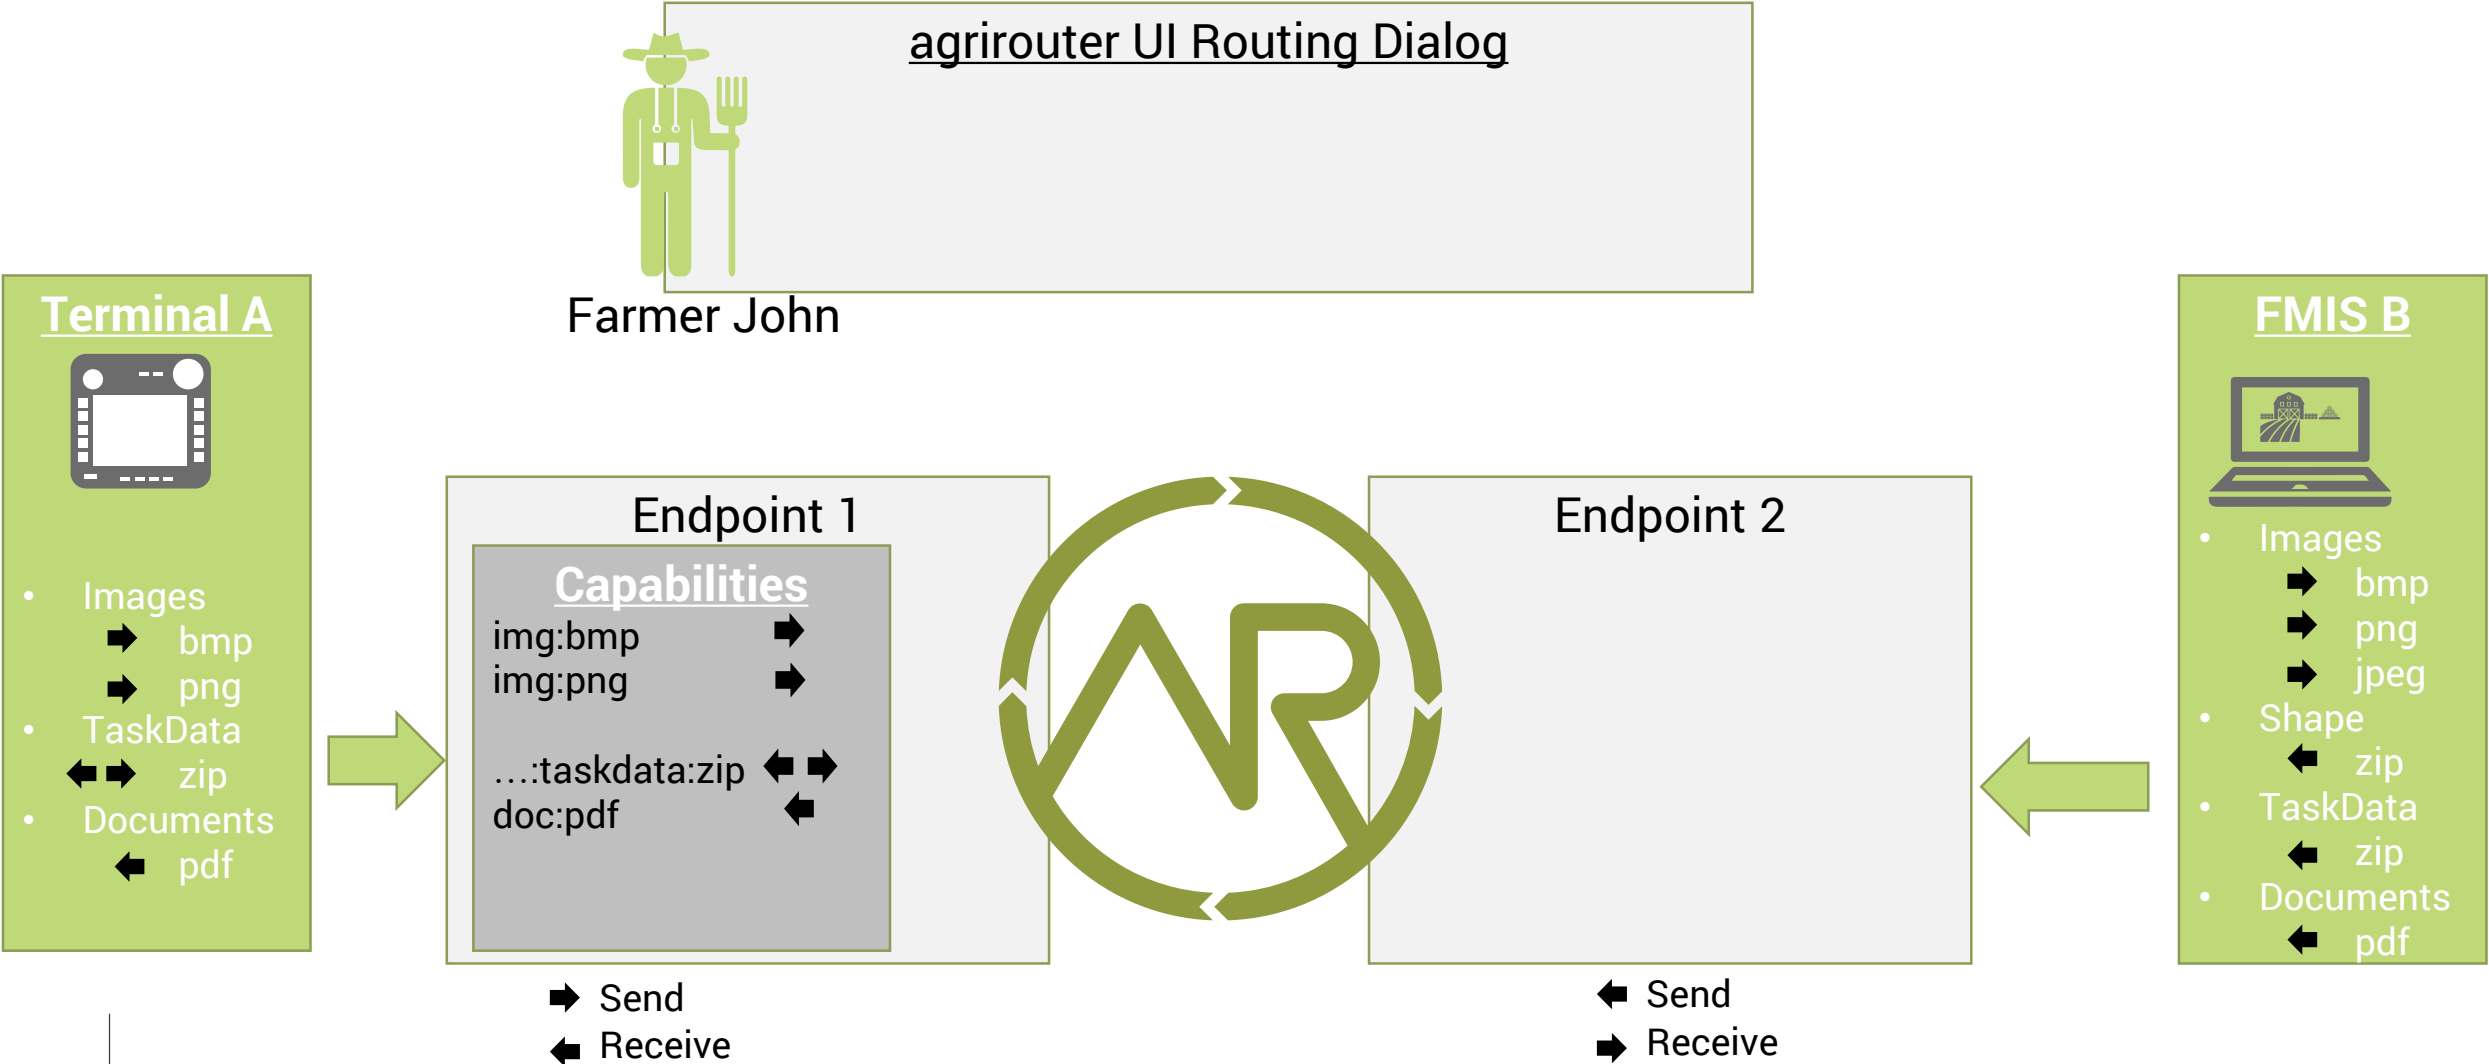 agrirouter UI Routing Dialog
Farmer John
Terminal A
• Images
bmp
png
• TaskData
zip
• Documents
pdf
Endpoint 1
Capabilities
img:bmp
img:png
...:taskdata:zip
doc:pdf
Send
Receive
AR
Endpoint 2
Send
Receive
FMIS B
• Images
bmp
png
jpeg
• Shape
zip
• TaskData
zip
• Documents
pdf